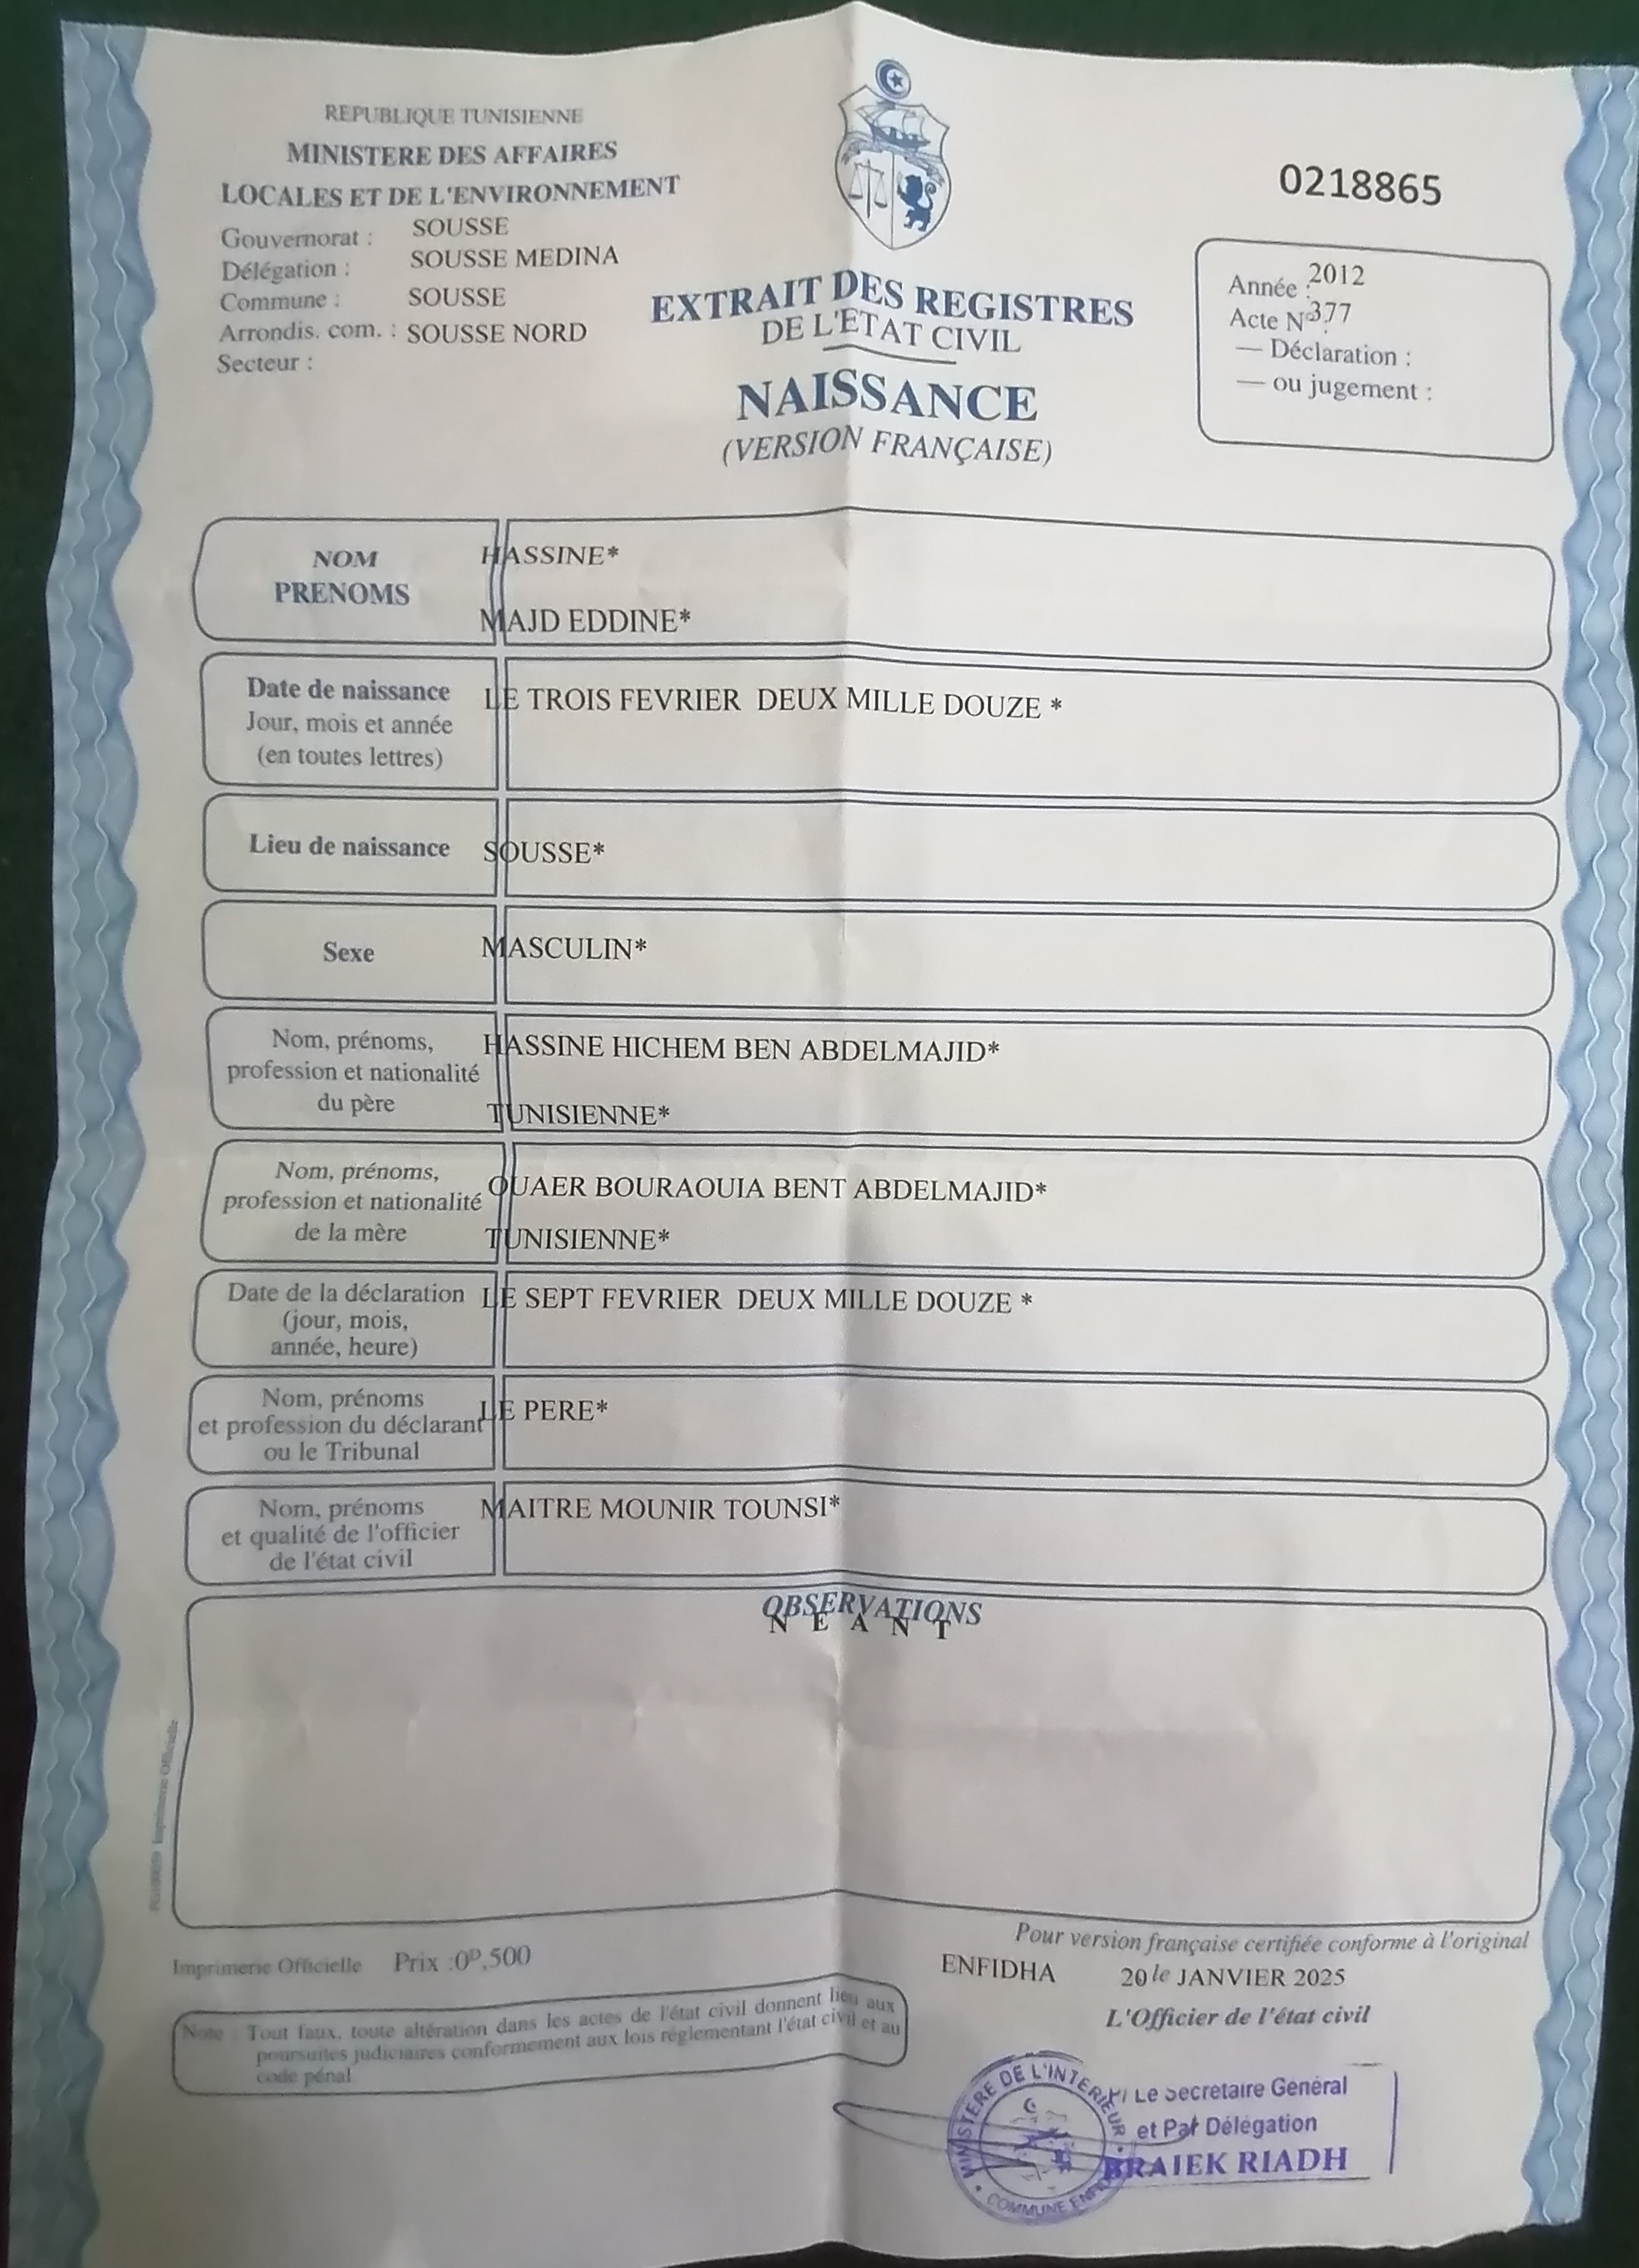 REPUBLIQUE TUNISIENNE
MINISTERE DES AFFAIRES
LOCALES ET DE L'ENVIRONNEMENT
Gouvernorat : SOUSSE
Délégation : SOUSSE MEDINA
Commune : SOUSSE
Arrondis. com. : SOUSSE NORD
Secteur :
EXTRAIT DES REGISTRES
DE L'ETAT CIVIL
NAISSANCE
(VERSION FRANÇAISE)
0218865
Année : 2012
Acte N° : 377
— Déclaration :
— ou jugement :
NOM HASSINE*
PRENOMS
MAJD EDDINE*
Date de naissance LE TROIS FEVRIER DEUX MILLE DOUZE *
Jour, mois et année
(en toutes lettres)
Lieu de naissance SOUSSE*
Sexe MASCULIN*
Nom, prénoms, HASSINE HICHEM BEN ABDELMAJID*
profession et nationalité
du père TUNISIENNE*
Nom, prénoms,
profession et nationalité OUAER BOURAOUIA BENT ABDELMAJID*
de la mère TUNISIENNE*
Date de la déclaration LE SEPT FEVRIER DEUX MILLE DOUZE *
(jour, mois,
année, heure)
Nom, prénoms
et profession du déclarant LE PERE*
ou le Tribunal
Nom, prénoms MAITRE MOUNIR TOUNSI*
et qualité de l'officier
de l'état civil
OBSERVATIONS
N E A N T
Imprimerie Officielle
Imprimerie Officielle Prix :0ᴰ,500
Pour version française certifiée conforme à l'original
ENFIDHA 20 le JANVIER 2025
L'Officier de l'état civil
Note : Tout faux, toute altération dans les actes de l'état civil donnent lieu aux
poursuites judiciaires conformement aux lois réglementant l'état civil et au
code pénal
MINISTERE DE L'INTERIEUR
COMMUNE
P/ Le Secretaire Général
et Par Délégation
BRAIEK RIADH